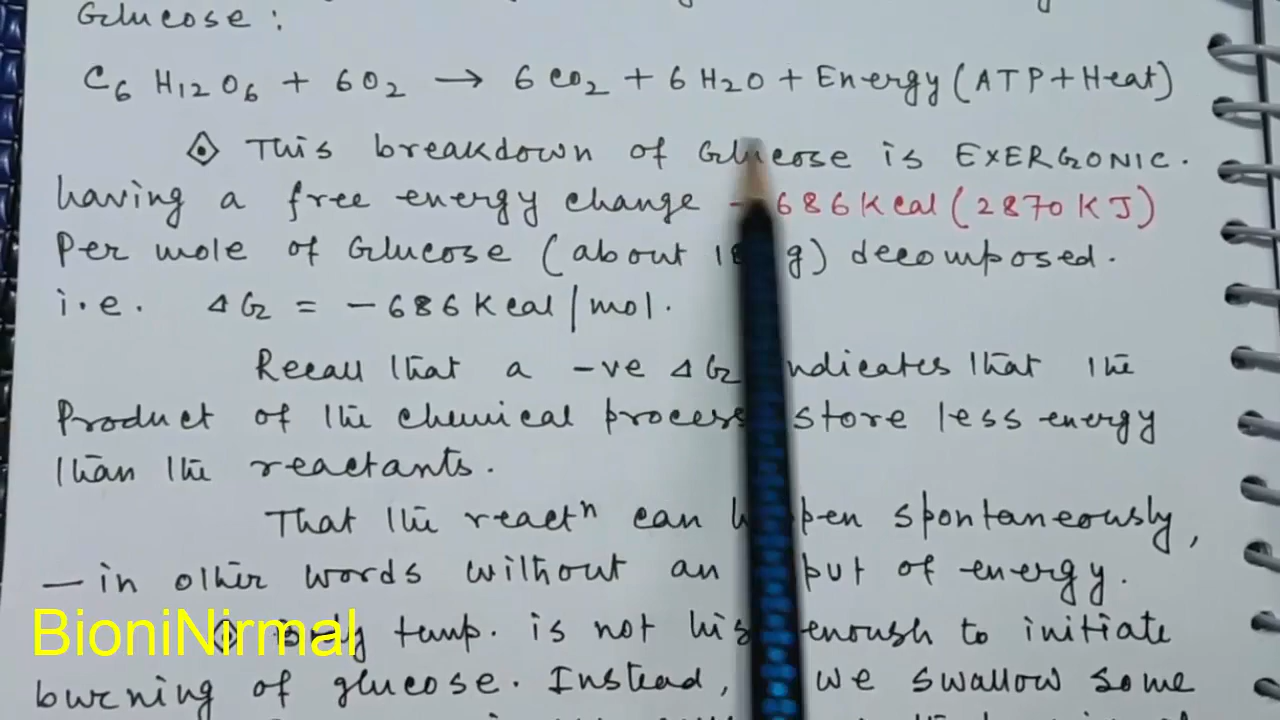 Glucose:
C6 H12 O6 + 6O2 → 6CO2 + 6H2O + Energy (ATP + Heat)
This breakdown of Glucose is EXERGONIC.
having a free energy change - 686 Kcal (2870 KJ)
Per mole of Glucose (about g) decomposed.
i.e. ΔG = - 686 Kcal/mol.
Recall that a -ve ΔG indicates that the
Product of the chemical process store less energy
than the reactants.
That the reactn can happen spontaneously,
— in other words without an input of energy.
Body temp. is not high enough to initiate
burning of glucose. Instead, we swallow some
BioniNirmal